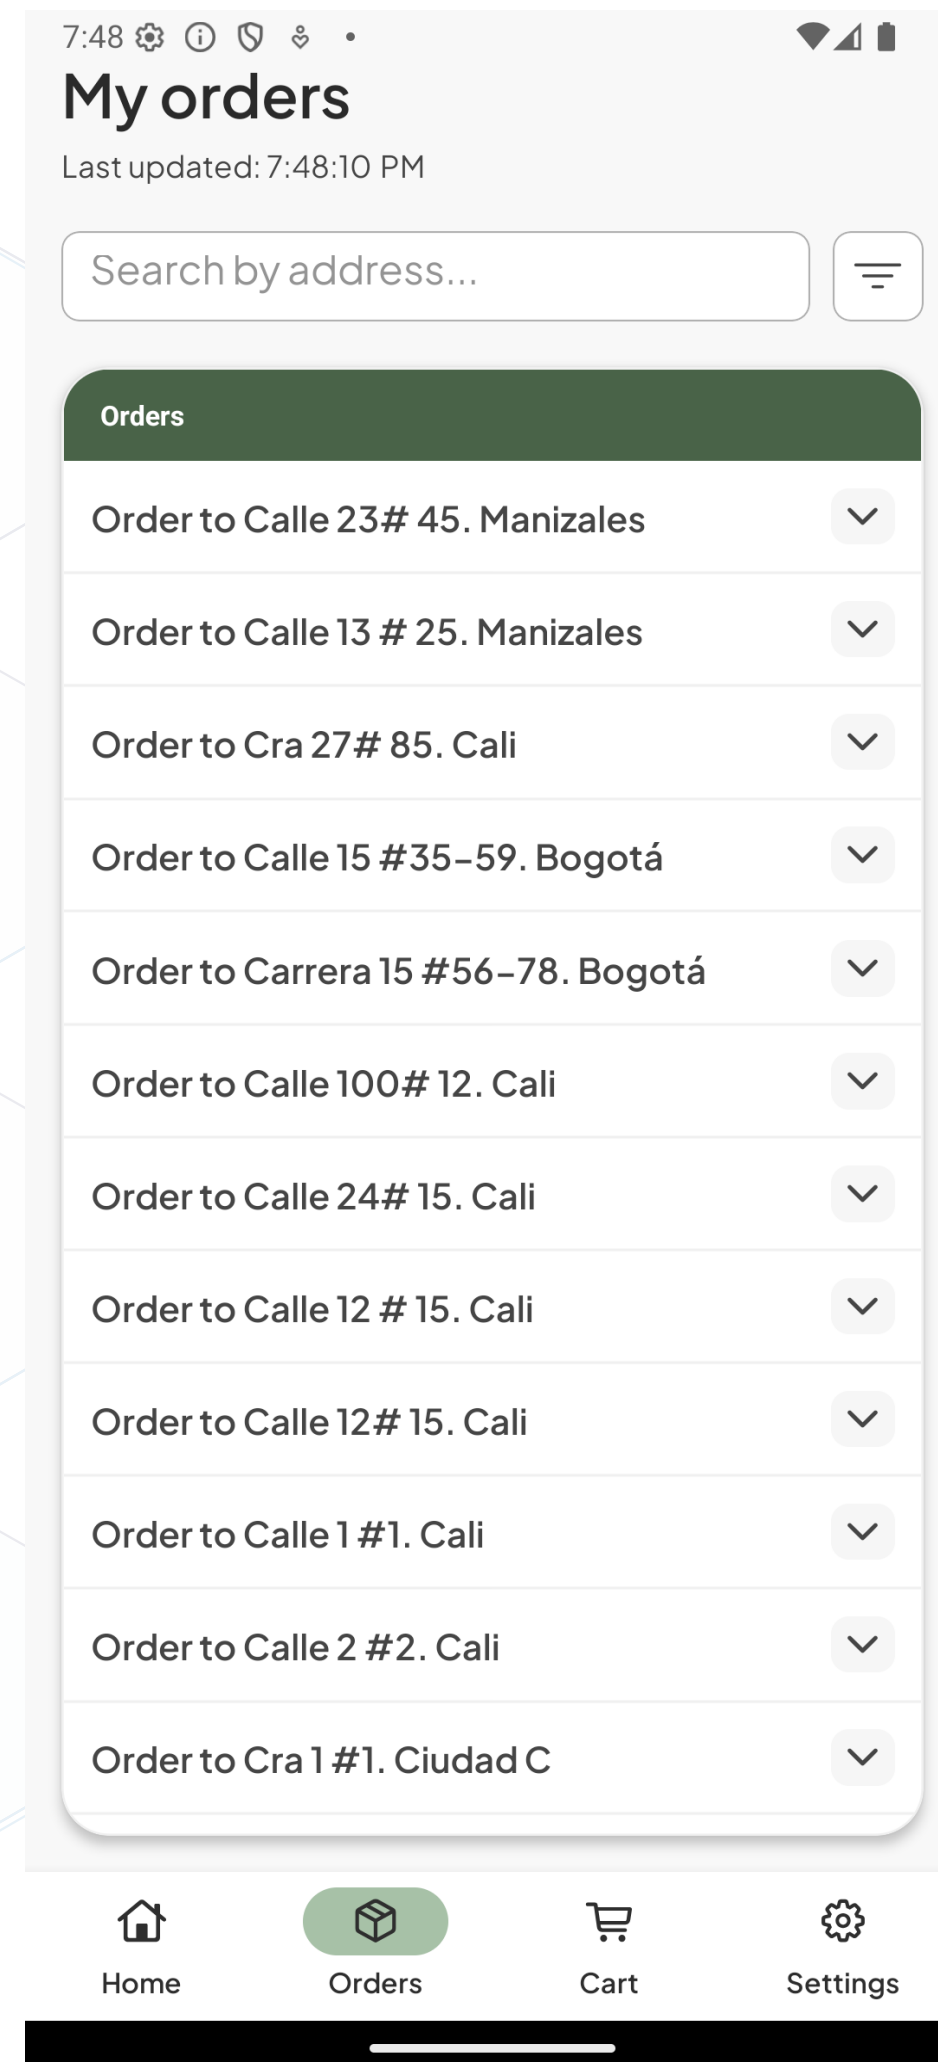 7:48
My orders
Last updated: 7:48:10 PM
Search by address...
Orders
Order to Calle 23# 45. Manizales
Order to Calle 13 # 25. Manizales
Order to Cra 27# 85. Cali
Order to Calle 15 #35-59. Bogotá
Order to Carrera 15 #56-78. Bogotá
Order to Calle 100# 12. Cali
Order to Calle 24# 15. Cali
Order to Calle 12 # 15. Cali
Order to Calle 12# 15. Cali
Order to Calle 1 #1. Cali
Order to Calle 2 #2. Cali
Order to Cra 1 #1. Ciudad C
Home Orders Cart Settings